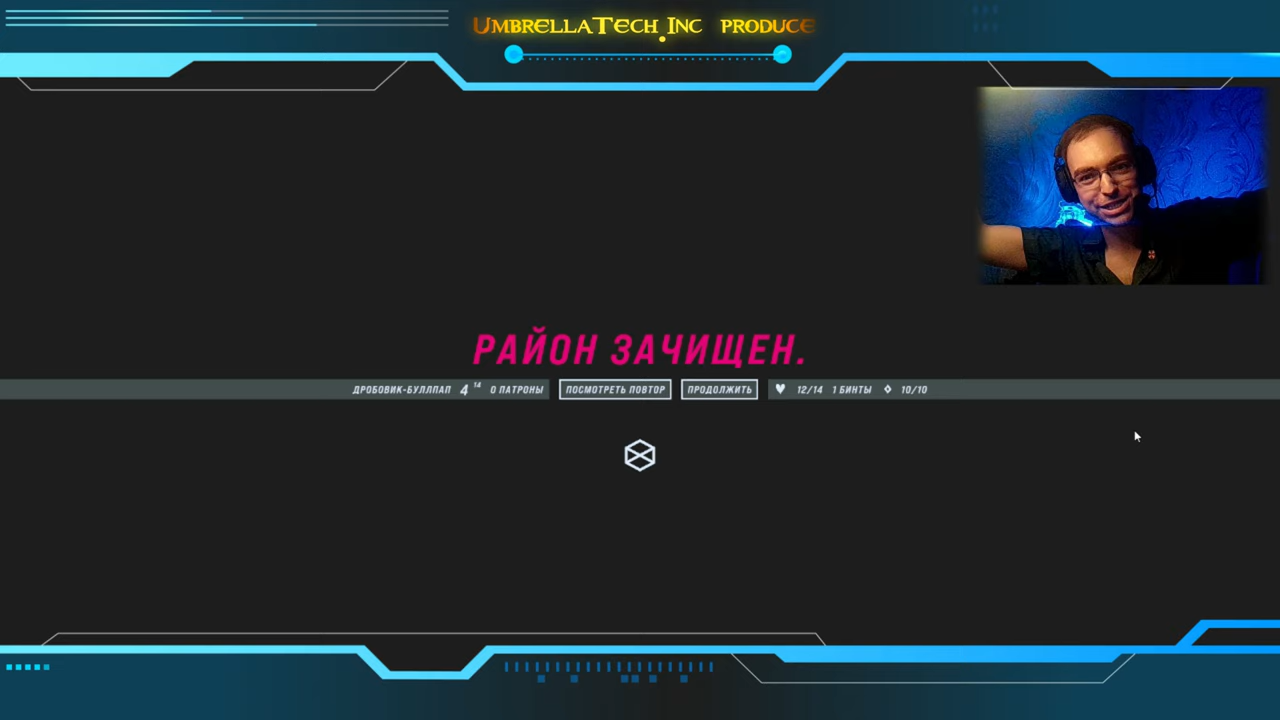 UmbrellaTech.Inc produce
РАЙОН ЗАЧИЩЕН.
ДРОБОВИК-БУЛЛПАП 4 14 0 ПАТРОНЫ ПОСМОТРЕТЬ ПОВТОР ПРОДОЛЖИТЬ 12/14 1 БИНТЫ 10/10